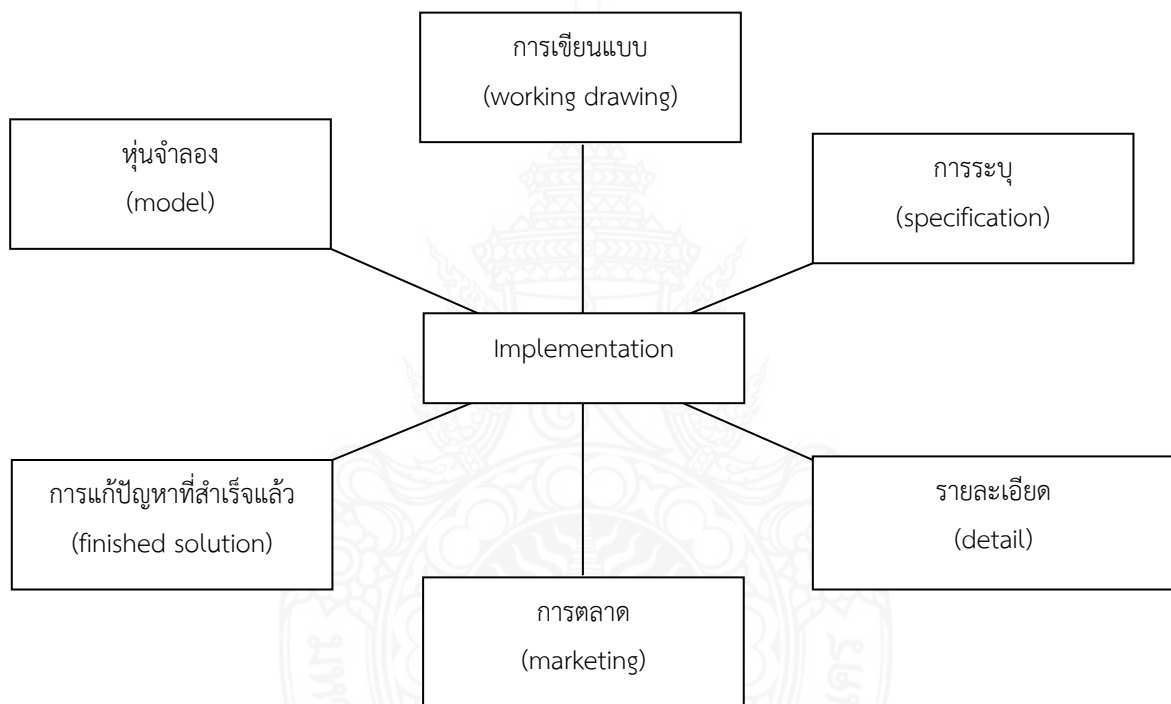 การเขียนแบบ
(working drawing)
หุ่นจำลอง
(model)
การระบุ
(specification)
Implementation
การแก้ปัญหาที่สำเร็จแล้ว
(finished solution)
รายละเอียด
(detail)
การตลาด
(marketing)